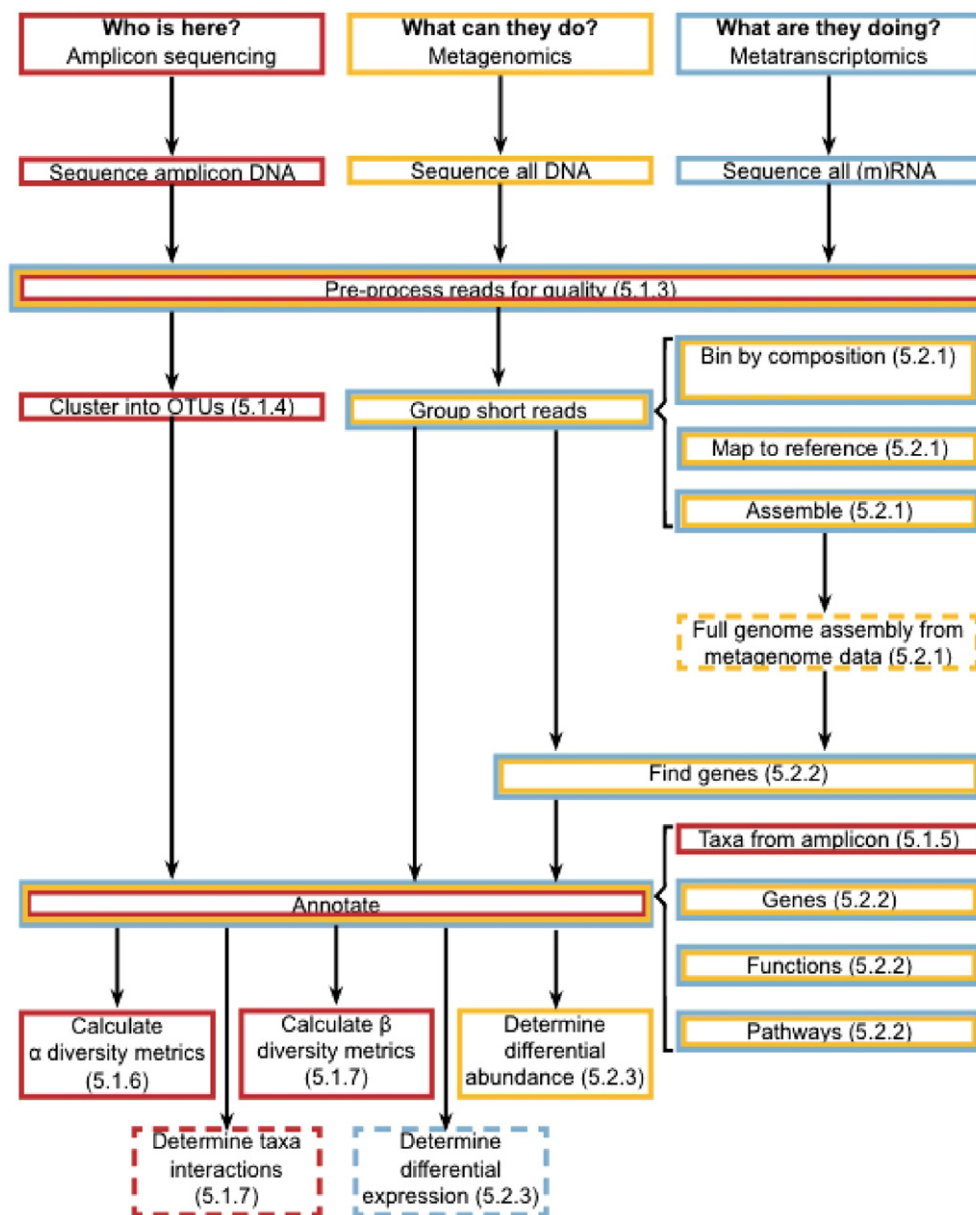 Who is here?
Amplicon sequencing
What can they do?
Metagenomics
What are they doing?
Metatranscriptomics
Sequence amplicon DNA
Sequence all DNA
Sequence all (m)RNA
Pre-process reads for quality (5.1.3)
Cluster into OTUs (5.1.4)
Group short reads
Bin by composition (5.2.1)
Map to reference (5.2.1)
Assemble (5.2.1)
Full genome assembly from
metagenome data (5.2.1)
Find genes (5.2.2)
Annotate
Taxa from amplicon (5.1.5)
Genes (5.2.2)
Functions (5.2.2)
Pathways (5.2.2)
Calculate
α diversity metrics
(5.1.6)
Calculate β
diversity metrics
(5.1.7)
Determine
differential
abundance (5.2.3)
Determine taxa
interactions
(5.1.7)
Determine
differential
expression (5.2.3)